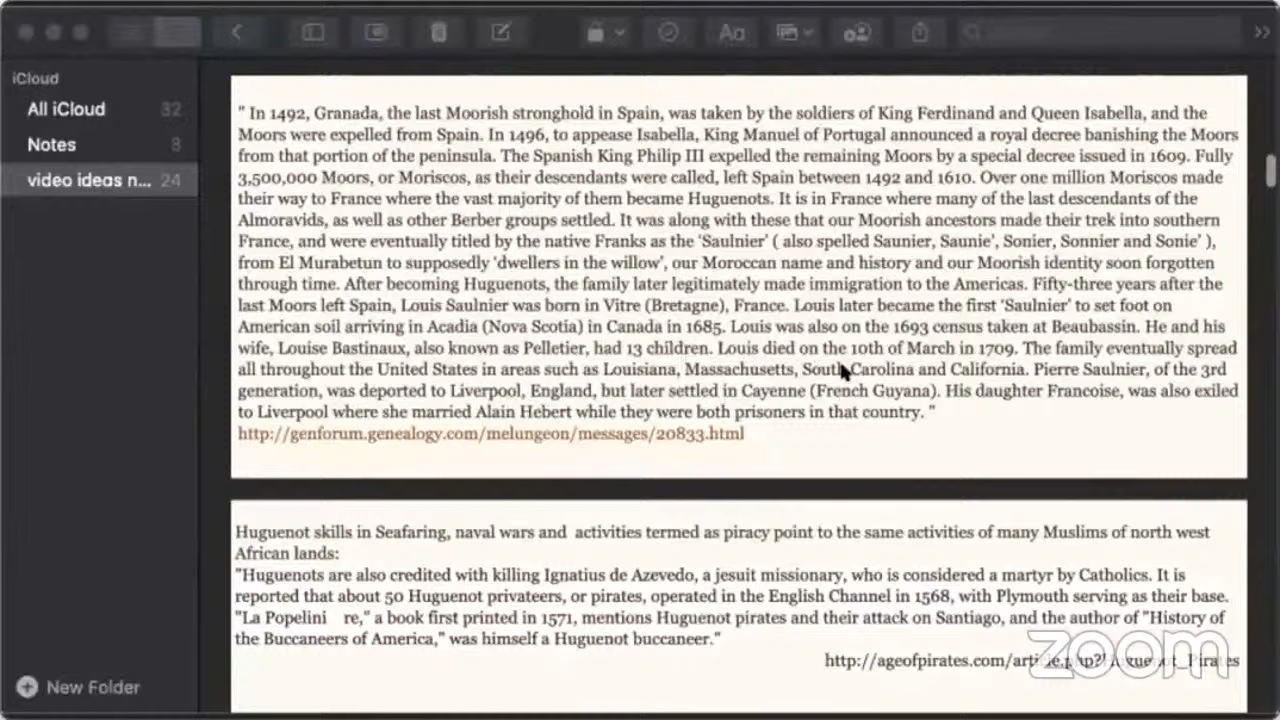 iCloud
All iCloud 32
Notes 8
video ideas n... 24
New Folder
Aa
" In 1492, Granada, the last Moorish stronghold in Spain, was taken by the soldiers of King Ferdinand and Queen Isabella, and the
Moors were expelled from Spain. In 1496, to appease Isabella, King Manuel of Portugal announced a royal decree banishing the Moors
from that portion of the peninsula. The Spanish King Philip III expelled the remaining Moors by a special decree issued in 1609. Fully
3,500,000 Moors, or Moriscos, as their descendants were called, left Spain between 1492 and 1610. Over one million Moriscos made
their way to France where the vast majority of them became Huguenots. It is in France where many of the last descendants of the
Almoravids, as well as other Berber groups settled. It was along with these that our Moorish ancestors made their trek into southern
France, and were eventually titled by the native Franks as the 'Saulnier' ( also spelled Saunier, Saunie', Sonier, Sonnier and Sonie' ),
from El Murabetun to supposedly 'dwellers in the willow', our Moroccan name and history and our Moorish identity soon forgotten
through time. After becoming Huguenots, the family later legitimately made immigration to the Americas. Fifty-three years after the
last Moors left Spain, Louis Saulnier was born in Vitre (Bretagne), France. Louis later became the first 'Saulnier' to set foot on
American soil arriving in Acadia (Nova Scotia) in Canada in 1685. Louis was also on the 1693 census taken at Beaubassin. He and his
wife, Louise Bastinaux, also known as Pelletier, had 13 children. Louis died on the 10th of March in 1709. The family eventually spread
all throughout the United States in areas such as Louisiana, Massachusetts, South Carolina and California. Pierre Saulnier, of the 3rd
generation, was deported to Liverpool, England, but later settled in Cayenne (French Guyana). His daughter Francoise, was also exiled
to Liverpool where she married Alain Hebert while they were both prisoners in that country. "
http://genforum.genealogy.com/melungeon/messages/20833.html
Huguenot skills in Seafaring, naval wars and activities termed as piracy point to the same activities of many Muslims of north west
African lands:
"Huguenots are also credited with killing Ignatius de Azevedo, a jesuit missionary, who is considered a martyr by Catholics. It is
reported that about 50 Huguenot privateers, or pirates, operated in the English Channel in 1568, with Plymouth serving as their base.
"La Popelini re," a book first printed in 1571, mentions Huguenot pirates and their attack on Santiago, and the author of "History of
the Buccaneers of America," was himself a Huguenot buccaneer."
http://ageofpirates.com/article.php?Huguenot_Pirates
zoom